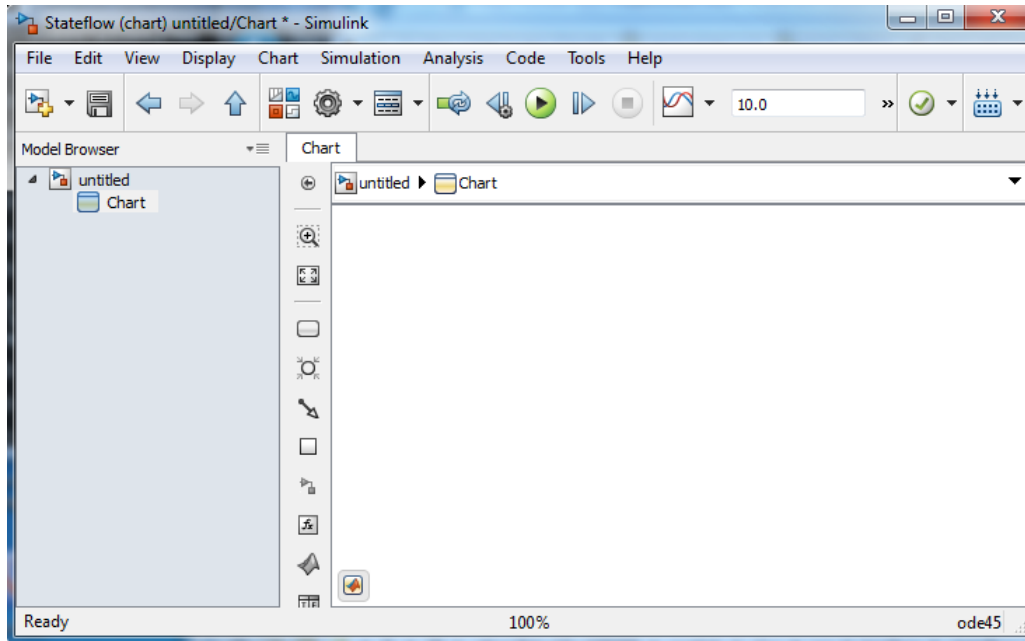 Stateflow (chart) untitled/Chart * - Simulink
File Edit View Display Chart Simulation Analysis Code Tools Help
10.0 »
Model Browser
Chart
untitled
Chart
untitled Chart
fx
Ready 100% ode45